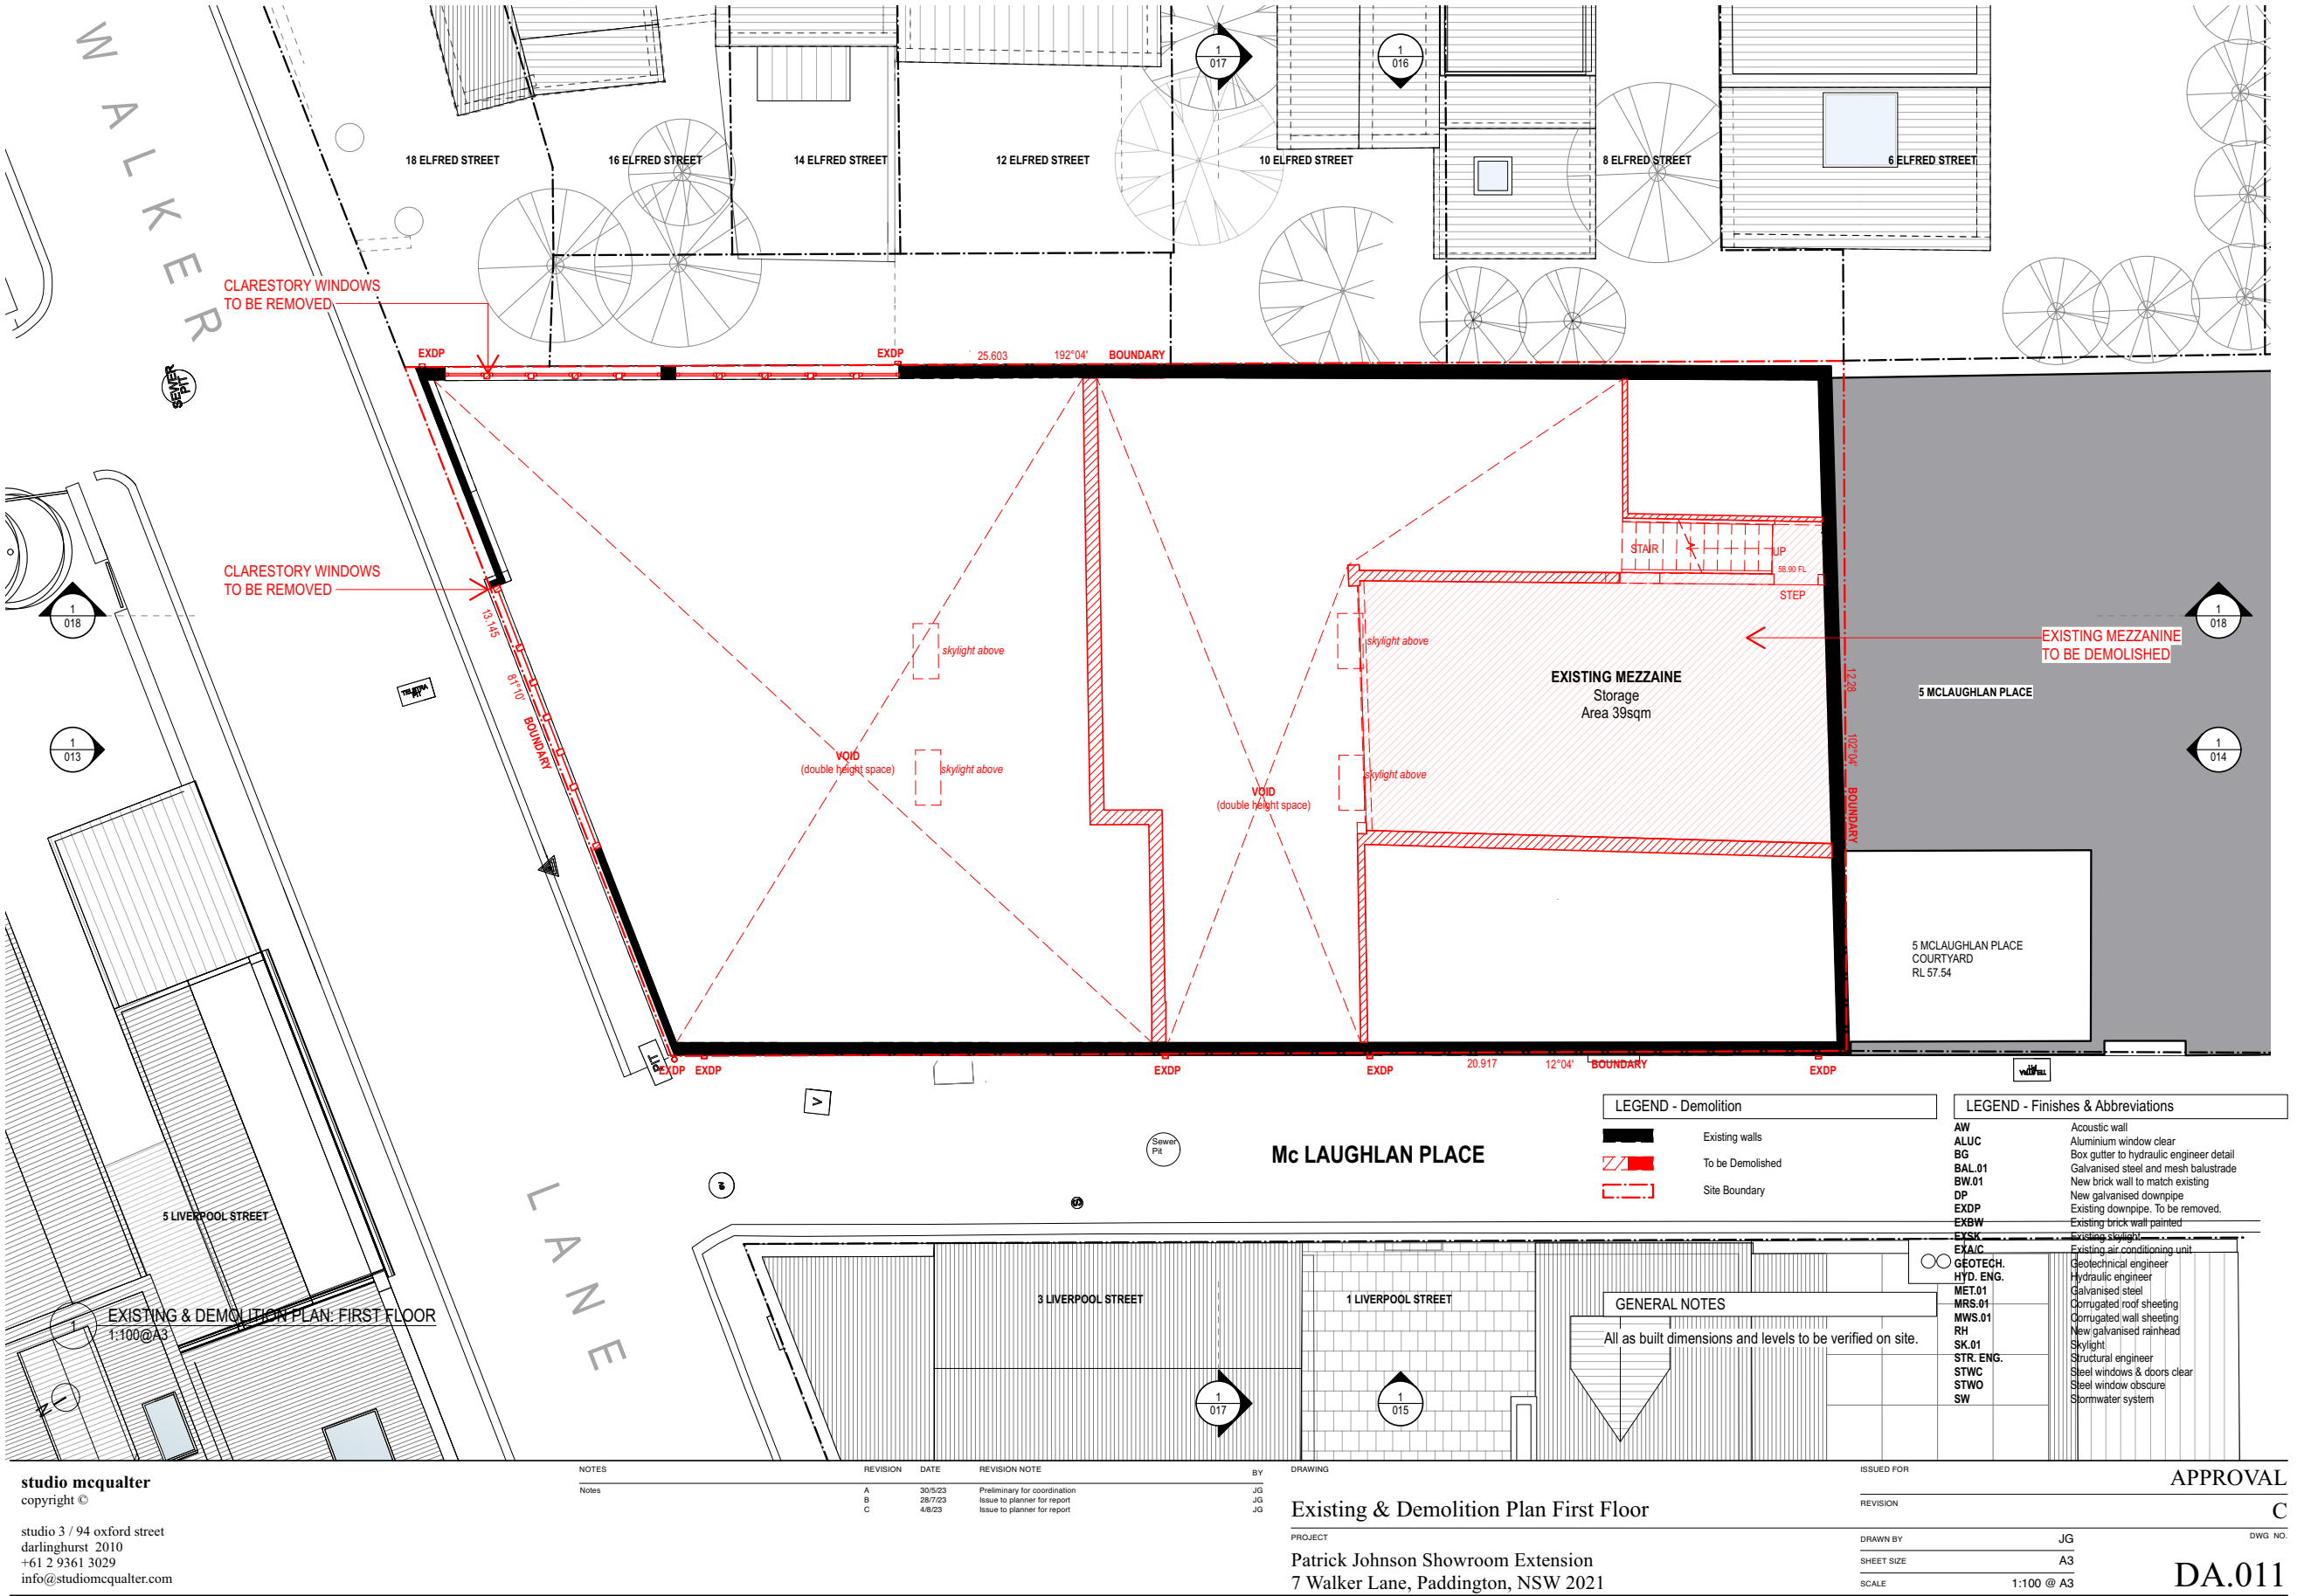 WALKER
LANE
1
017
1
016
18 ELFRED STREET
16 ELFRED STREET
14 ELFRED STREET
12 ELFRED STREET
10 ELFRED STREET
8 ELFRED STREET
6 ELFRED STREET
CLARESTORY WINDOWS
TO BE REMOVED
EXDP
EXDP
25.603
192°04'
BOUNDARY
SEWER
PIT
CLARESTORY WINDOWS
TO BE REMOVED
13.145
81°10'
BOUNDARY
1
018
1
013
TELSTRA
PIT
STAIR
UP
58.90 FL
STEP
skylight above
skylight above
skylight above
skylight above
EXISTING MEZZAINE
Storage
Area 39sqm
VOID
(double height space)
VOID
(double height space)
EXISTING MEZZANINE
TO BE DEMOLISHED
12.28
102°04'
BOUNDARY
5 MCLAUGHLAN PLACE
1
018
1
014
5 MCLAUGHLAN PLACE
COURTYARD
RL 57.54
PIT
EXDP
EXDP
EXDP
EXDP
20.917
12°04'
BOUNDARY
EXDP
V
Sewer
Pit
Mc LAUGHLAN PLACE
5 LIVERPOOL STREET
3 LIVERPOOL STREET
1 LIVERPOOL STREET
1
017
1
015
LEGEND - Demolition
Existing walls
To be Demolished
Site Boundary
LEGEND - Finishes & Abbreviations
AW Acoustic wall
ALUC Aluminium window clear
BG Box gutter to hydraulic engineer detail
BAL.01 Galvanised steel and mesh balustrade
BW.01 New brick wall to match existing
DP New galvanised downpipe
EXDP Existing downpipe. To be removed.
EXBW Existing brick wall painted
EXSK Existing skylight
EXA/C Existing air conditioning unit
GEOTECH. Geotechnical engineer
HYD. ENG. Hydraulic engineer
MET.01 Galvanised steel
MRS.01 Corrugated roof sheeting
MWS.01 Corrugated wall sheeting
RH New galvanised rainhead
SK.01 Skylight
STR. ENG. Structural engineer
STWC Steel windows & doors clear
STWO Steel window obscure
SW Stormwater system
GENERAL NOTES
All as built dimensions and levels to be verified on site.
1
EXISTING & DEMOLITION PLAN: FIRST FLOOR
1:100@A3
N
studio mcqualter
copyright ©
studio 3 / 94 oxford street
darlinghurst 2010
+61 2 9361 3029
info@studiomcqualter.com
NOTES
Notes
REVISION DATE REVISION NOTE BY
A 30/5/23 Preliminary for coordination JG
B 28/7/23 Issue to planner for report JG
C 4/8/23 Issue to planner for report JG
DRAWING
Existing & Demolition Plan First Floor
PROJECT
Patrick Johnson Showroom Extension
7 Walker Lane, Paddington, NSW 2021
ISSUED FOR
APPROVAL
REVISION
C
DRAWN BY JG
SHEET SIZE A3
SCALE 1:100 @ A3
DWG NO.
DA.011